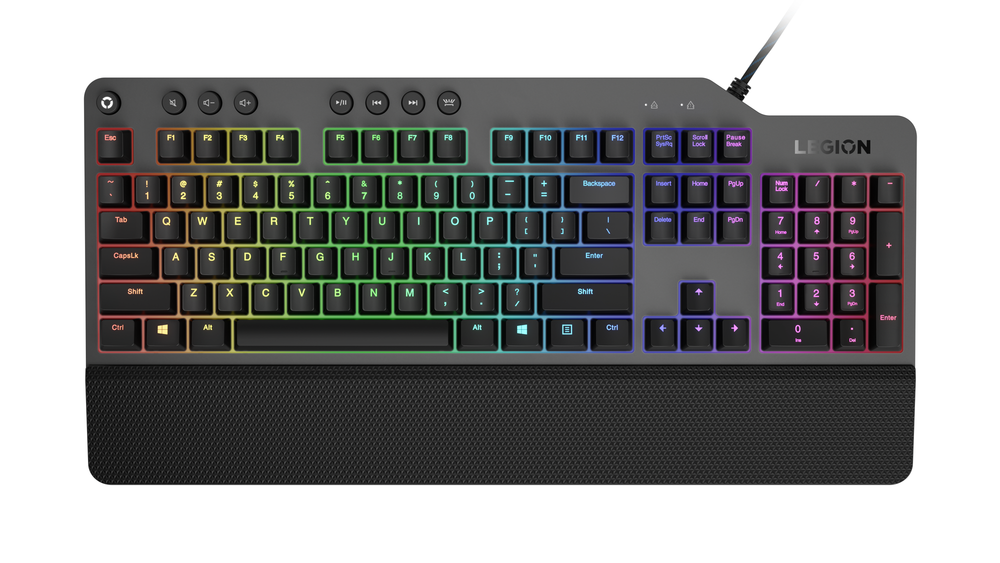 A 1
Esc F1 F2 F3 F4 F5 F6 F7 F8 F9 F10 F11 F12 PrtSc Scroll Pause
SysRq Lock Break
LEGION
~ ! @ # $ % ^ & * ( ) — + Backspace Insert Home PgUp Num / * -
` 1 2 3 4 5 6 7 8 9 0 - = Lock
Tab Q W E R T Y U I O P { } | Delete End PgDn 7 8 9
[ ] \ Home PgUp
CapsLk A S D F G H J K L : " Enter 4 5 6 +
; '
Shift Z X C V B N M < > ? Shift 1 2 3
, . / End PgDn
Ctrl Alt Alt Ctrl 0 . Enter
Ins Del